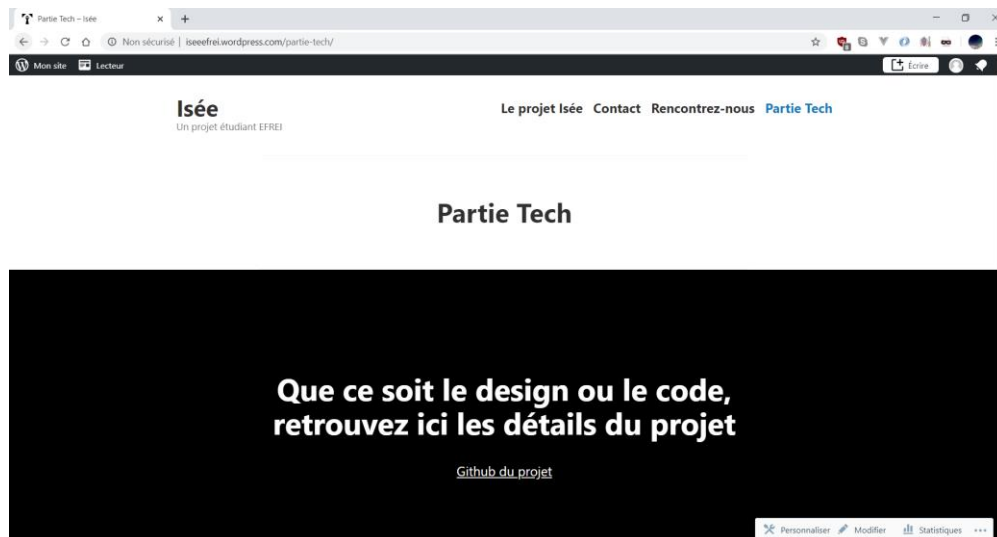 Partie Tech – Isée
Non sécurisé | iseeefrei.wordpress.com/partie-tech/
Mon site Lecteur Écrire
Isée
Un projet étudiant EFREI
Le projet Isée Contact Rencontrez-nous Partie Tech
Partie Tech
Que ce soit le design ou le code,
retrouvez ici les détails du projet
Github du projet
Personnaliser Modifier Statistiques